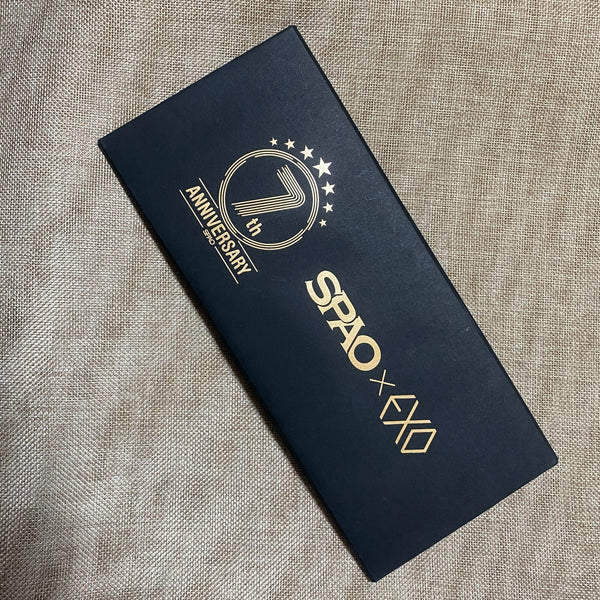 7th
ANNIVERSARY
SPAO
SPAO × EXO